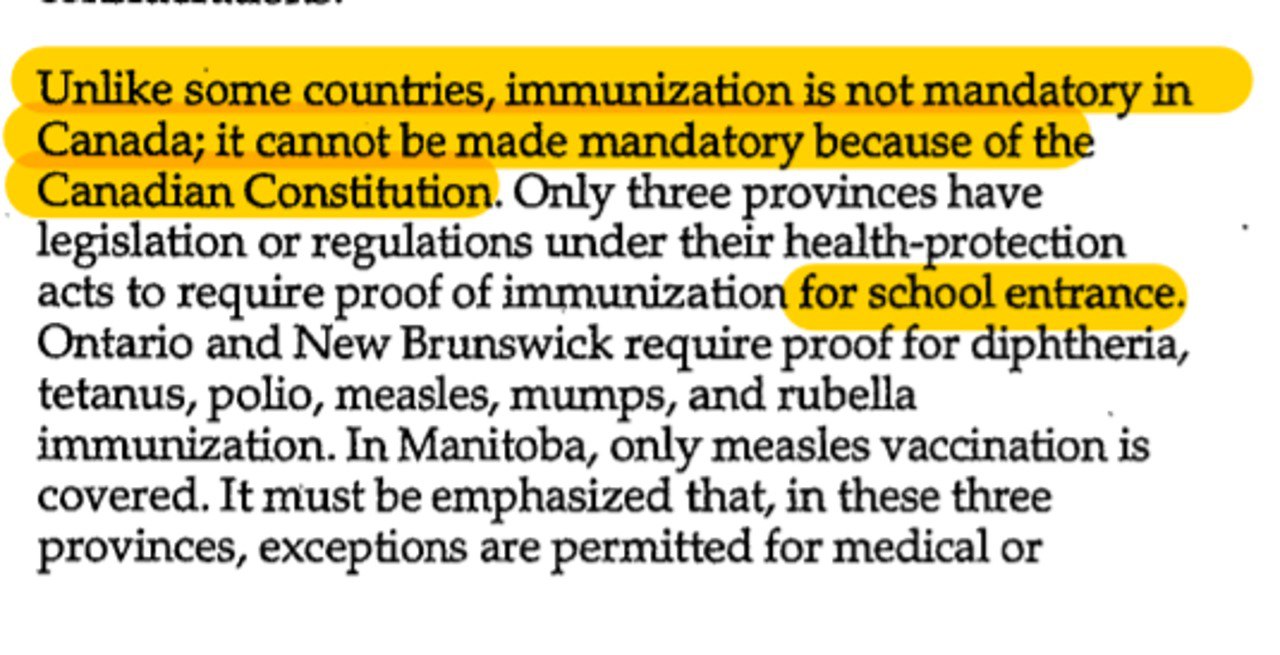 Unlike some countries, immunization is not mandatory in
Canada; it cannot be made mandatory because of the
Canadian Constitution. Only three provinces have
legislation or regulations under their health-protection
acts to require proof of immunization for school entrance.
Ontario and New Brunswick require proof for diphtheria,
tetanus, polio, measles, mumps, and rubella
immunization. In Manitoba, only measles vaccination is
covered. It must be emphasized that, in these three
provinces, exceptions are permitted for medical or